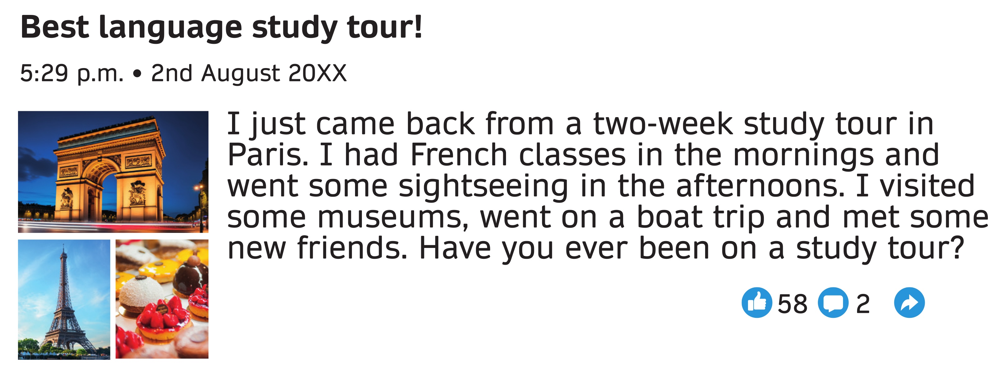 Best language study tour!
5:29 p.m. • 2nd August 20XX
I just came back from a two-week study tour in
Paris. I had French classes in the mornings and
went some sightseeing in the afternoons. I visited
some museums, went on a boat trip and met some
new friends. Have you ever been on a study tour?
58 2